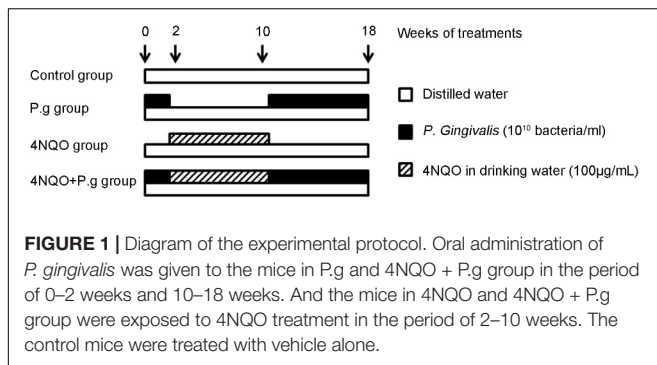 0 2 10 18 Weeks of treatments
Control group
P.g group
4NQO group
4NQO+P.g group
Distilled water
P. Gingivalis (10¹⁰ bacteria/ml)
4NQO in drinking water (100µg/mL)
FIGURE 1 | Diagram of the experimental protocol. Oral administration of
P. gingivalis was given to the mice in P.g and 4NQO + P.g group in the period
of 0–2 weeks and 10–18 weeks. And the mice in 4NQO and 4NQO + P.g
group were exposed to 4NQO treatment in the period of 2–10 weeks. The
control mice were treated with vehicle alone.